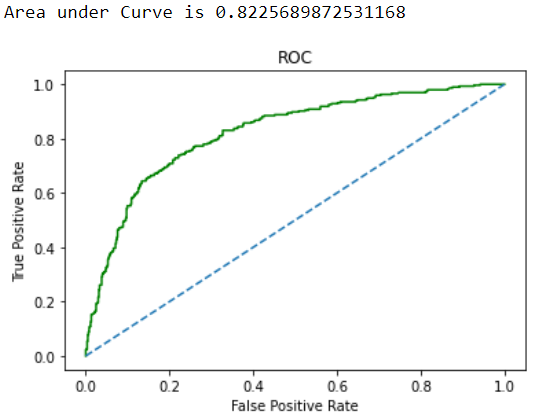 Area under Curve is 0.8225689872531168
ROC
1.0
0.8
0.6
0.4
0.2
0.0
True Positive Rate
0.0 0.2 0.4 0.6 0.8 1.0
False Positive Rate